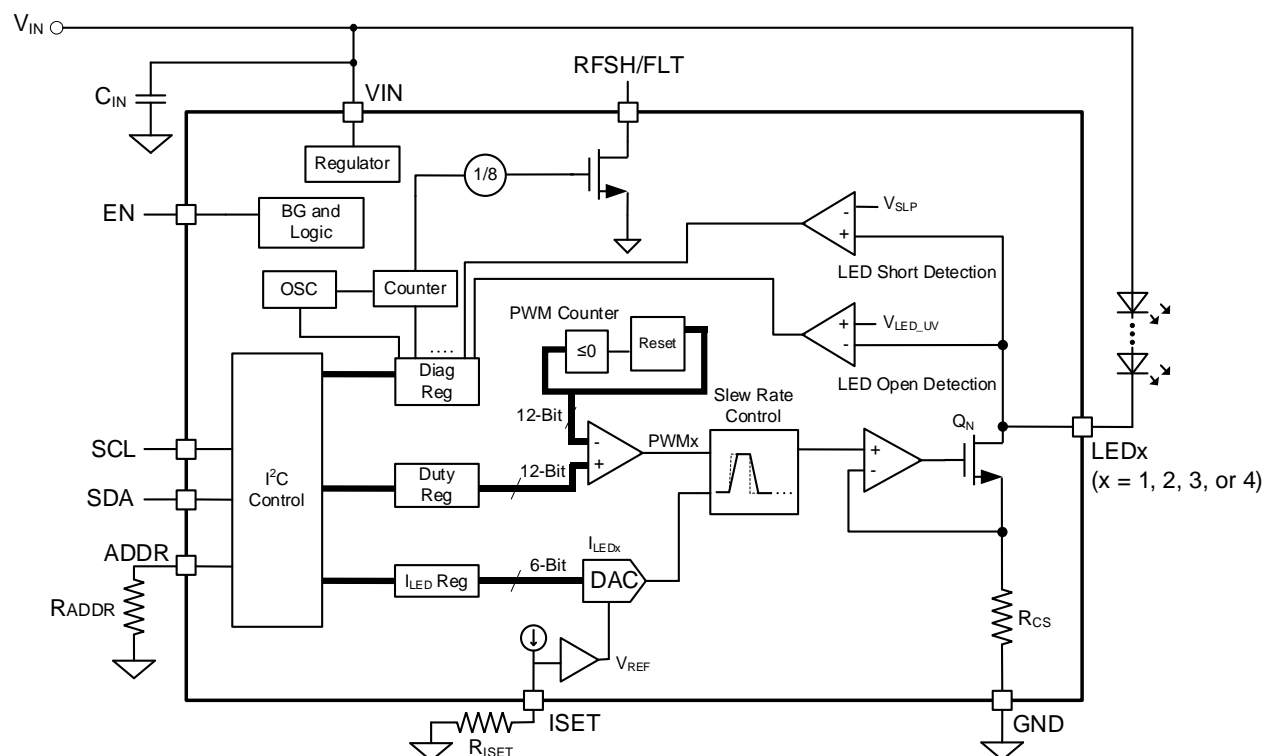 VIN
CIN
VIN
RFSH/FLT
Regulator
1/8
EN
BG and
Logic
VSLP
-
+
LED Short Detection
OSC
Counter
PWM Counter
≤0
Reset
+
VLED_UV
-
LED Open Detection
....
Diag
Reg
12-Bit
Slew Rate
Control
QN
SCL
SDA
I2C
Control
Duty
Reg
12-Bit
-
+
PWMx
+
-
LEDx
(x = 1, 2, 3, or 4)
ADDR
RADDR
ILED Reg
6-Bit
ILEDx
DAC
RCS
VREF
ISET
RISET
GND